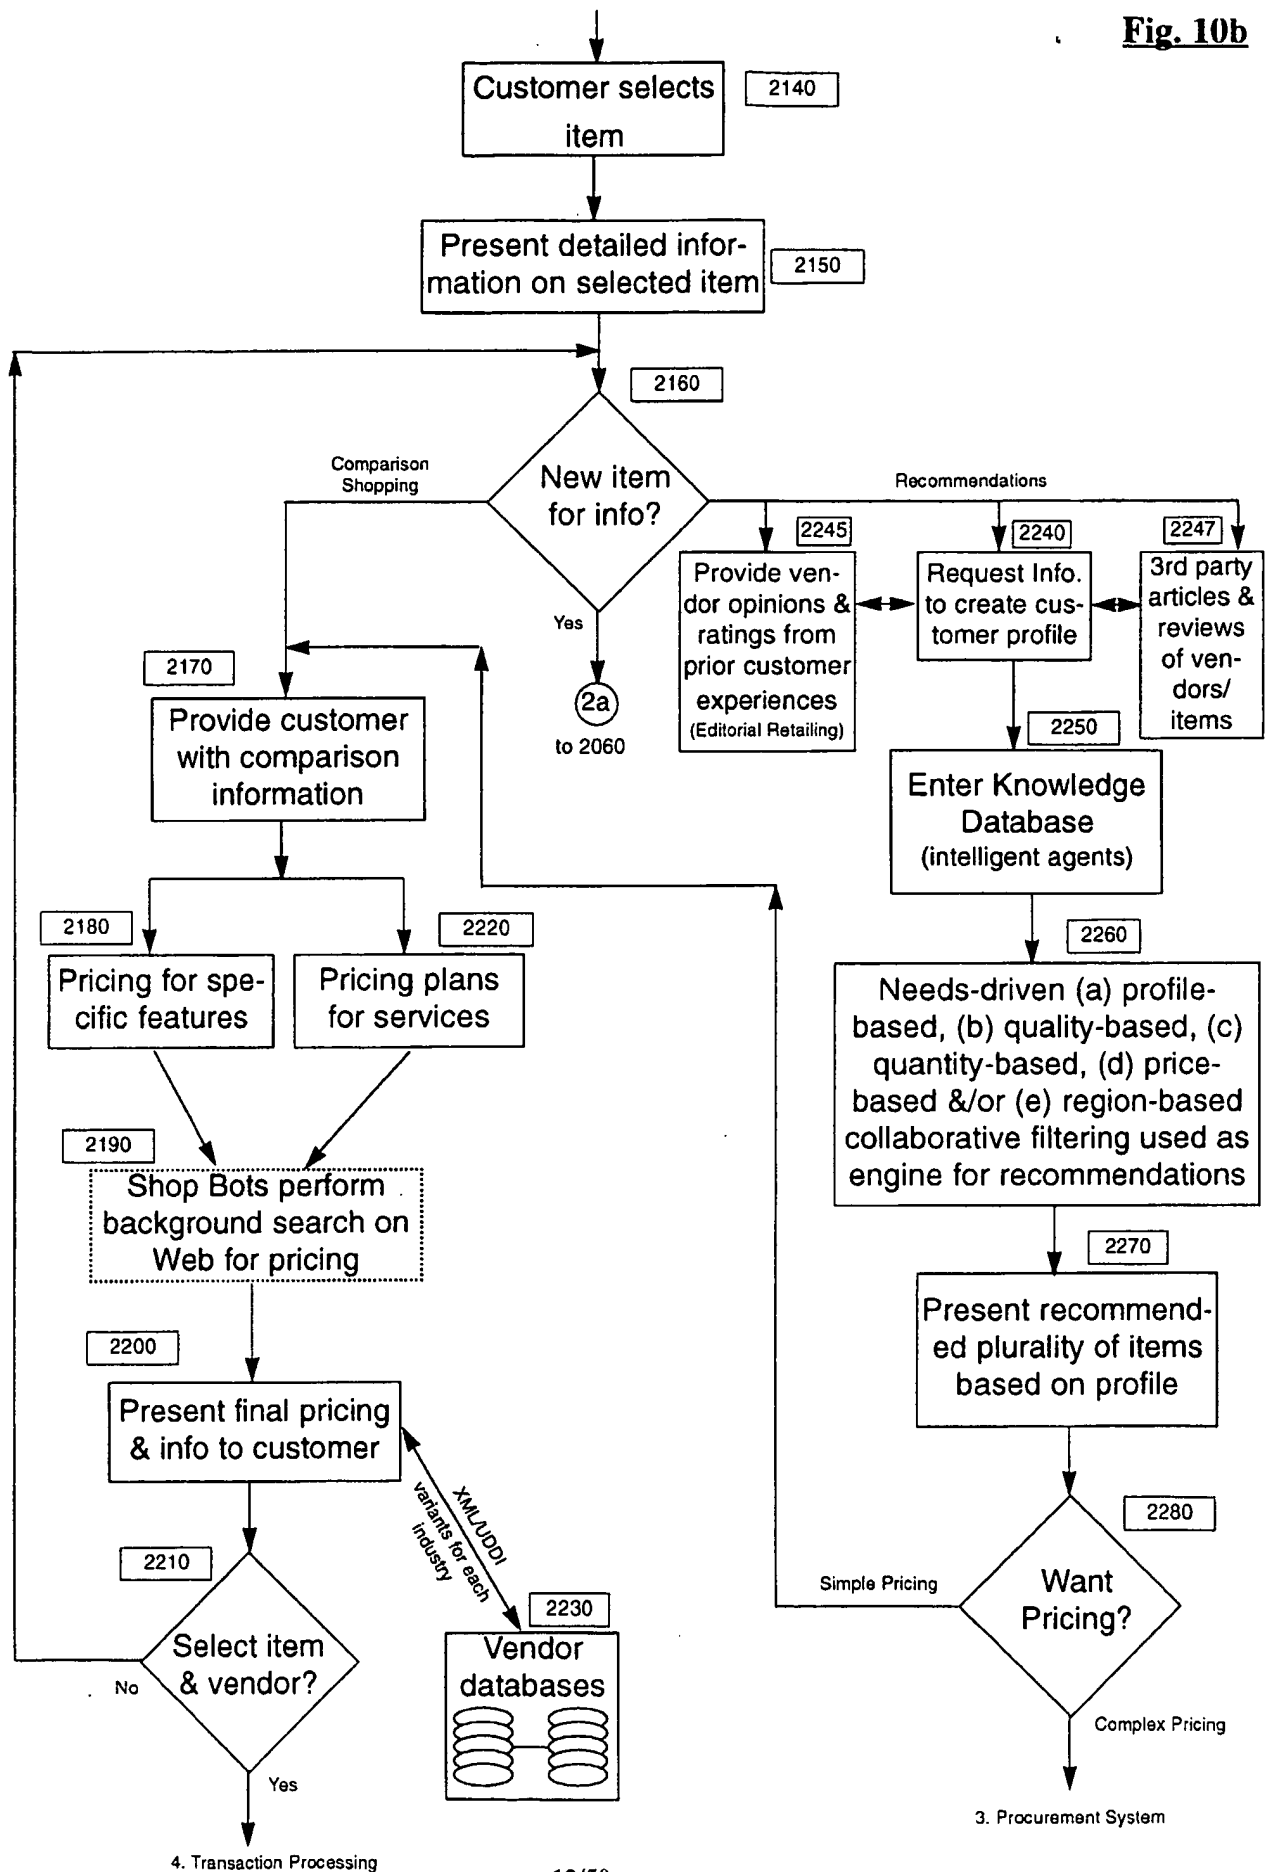 Fig. 10b
Customer selects
item
2140
Present detailed infor-
mation on selected item
2150
2160
New item
for info?
Comparison
Shopping
Recommendations
Yes
2a
to 2060
2245
Provide ven-
dor opinions &
ratings from
prior customer
experiences
(Editorial Retailing)
2240
Request Info.
to create cus-
tomer profile
2247
3rd party
articles &
reviews
of ven-
dors/
items
2170
Provide customer
with comparison
information
2250
Enter Knowledge
Database
(intelligent agents)
2180
Pricing for spe-
cific features
2220
Pricing plans
for services
2260
Needs-driven (a) profile-
based, (b) quality-based, (c)
quantity-based, (d) price-
based &/or (e) region-based
collaborative filtering used as
engine for recommendations
2190
Shop Bots perform
background search on
Web for pricing
2270
Present recommend-
ed plurality of items
based on profile
2200
Present final pricing
& info to customer
XML/UDDI
variants for each
industry
2280
Want
Pricing?
Simple Pricing
Complex Pricing
3. Procurement System
2210
Select item
& vendor?
No
Yes
4. Transaction Processing
2230
Vendor
databases